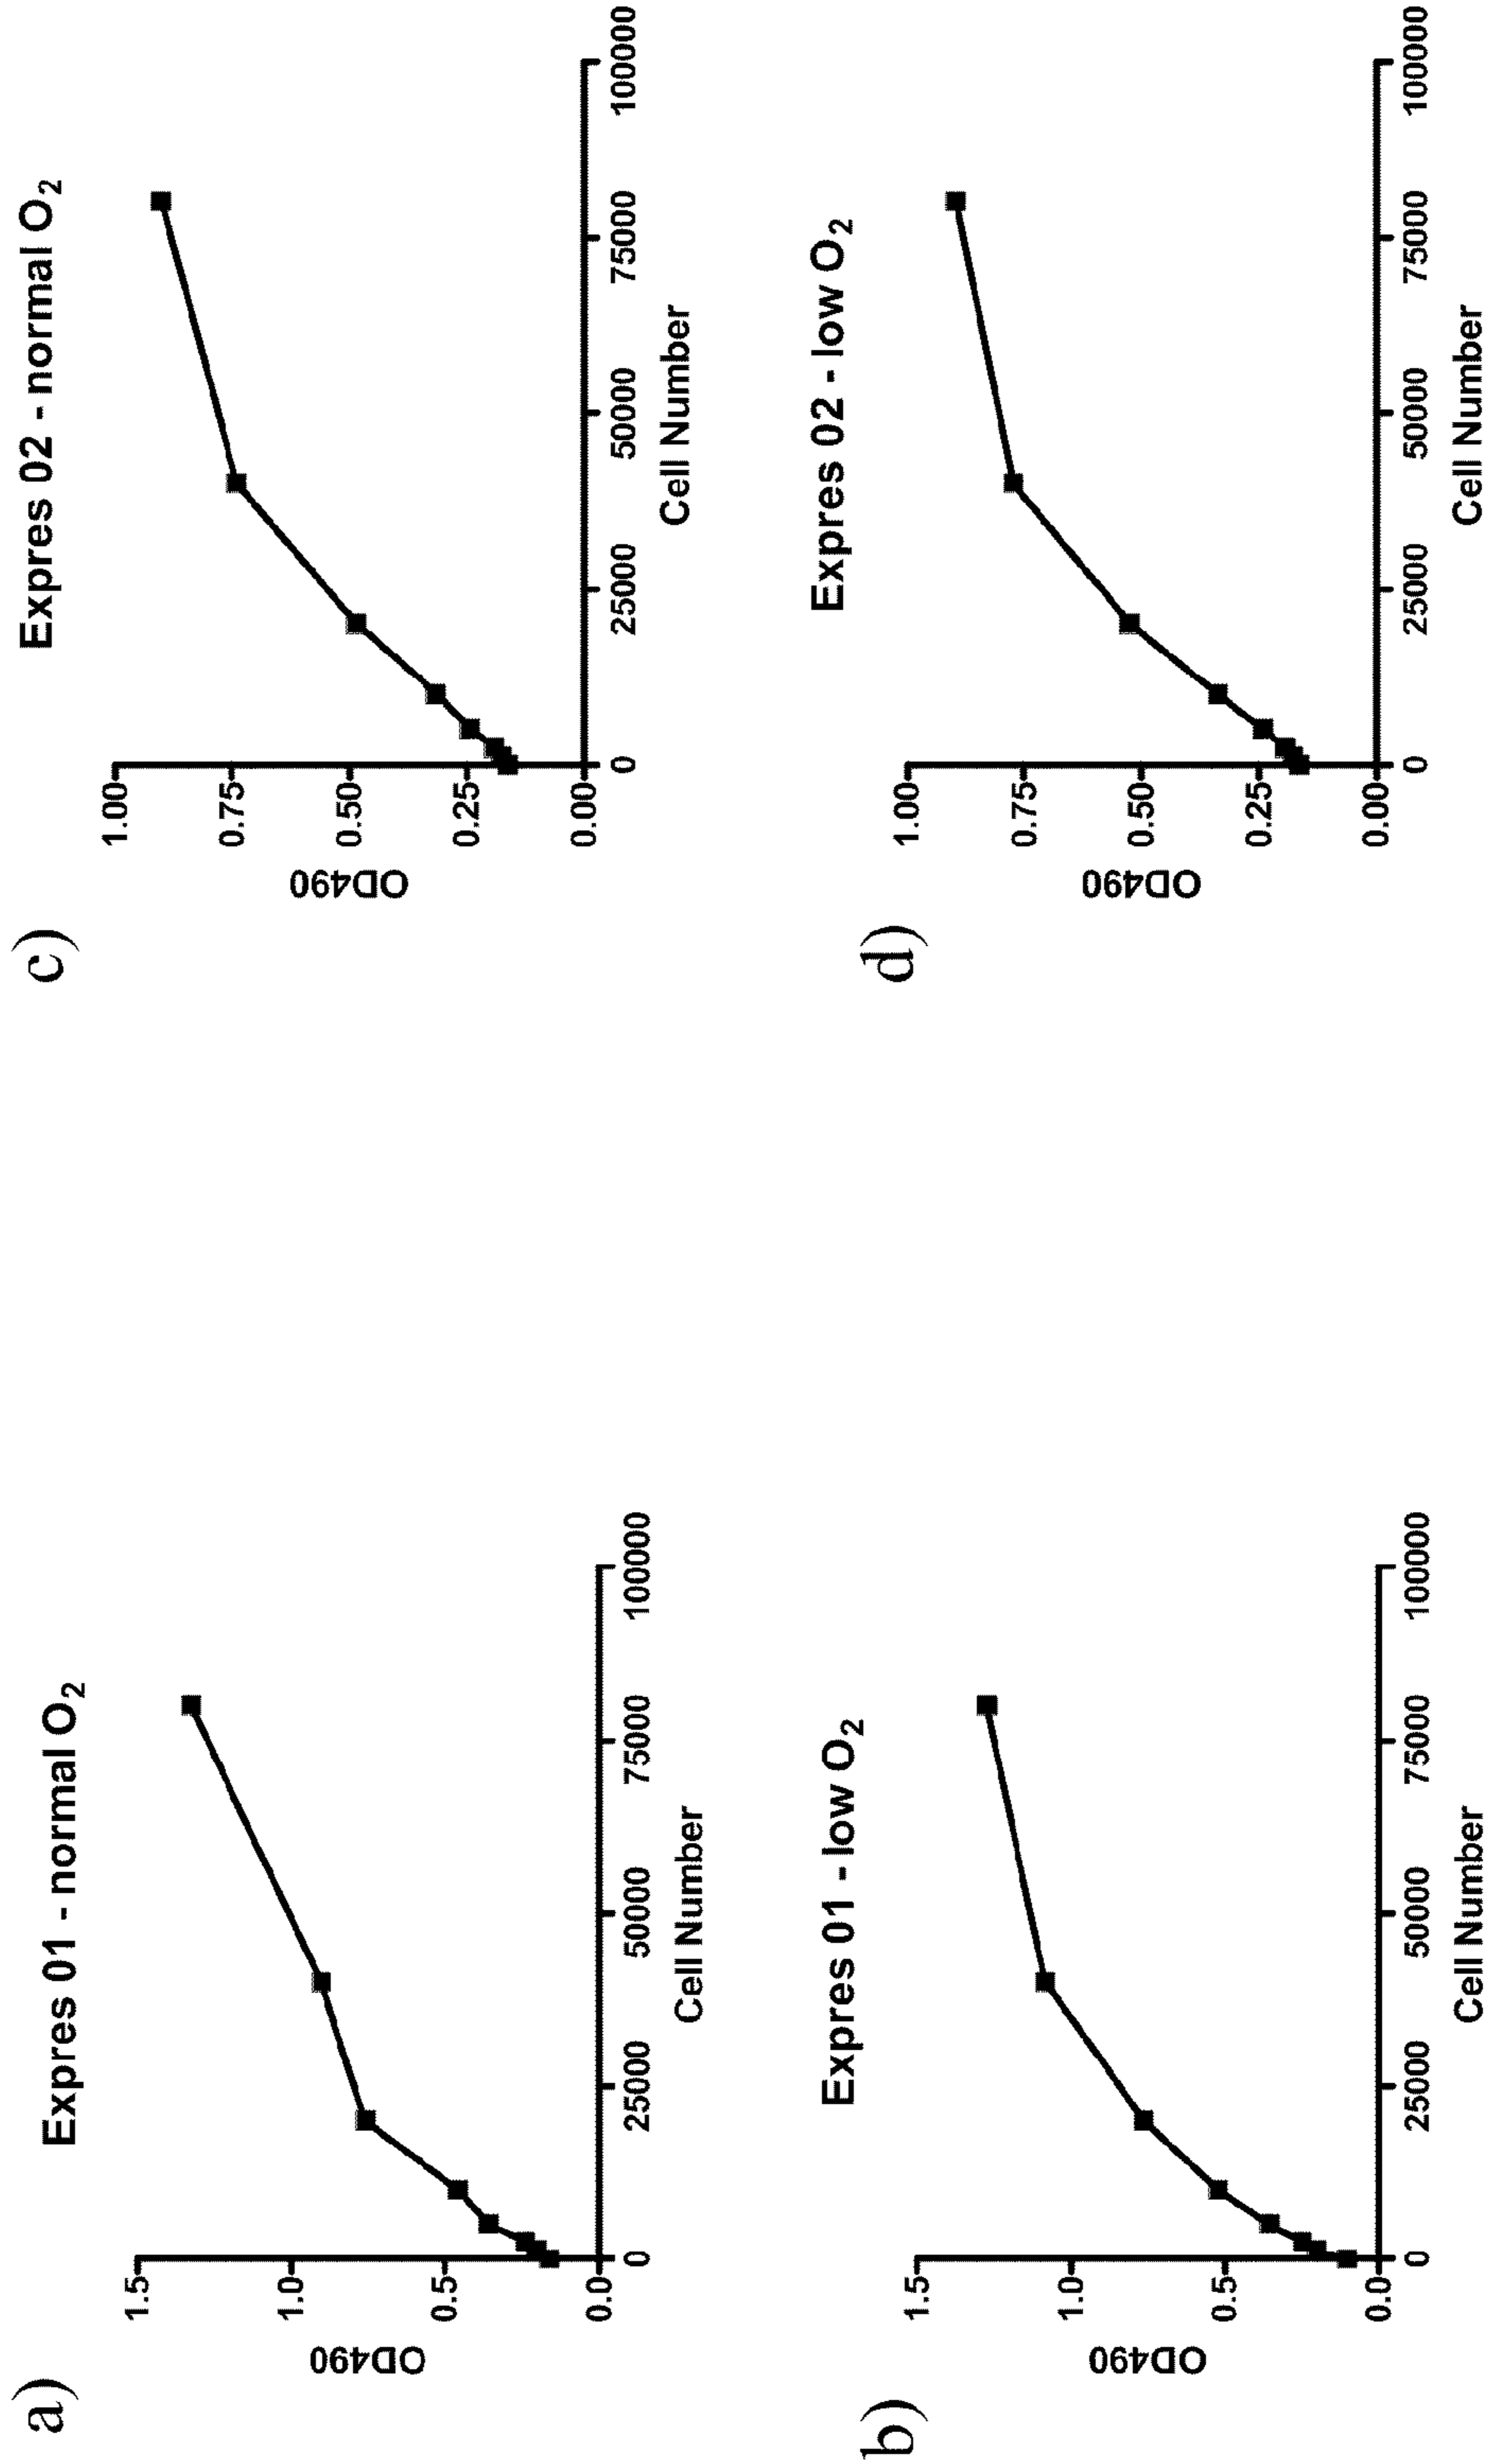 a)
Expres 01 - normal O2
OD490
1.5
1.0
0.5
0.0
0 25000 50000 75000 100000
Cell Number
b)
Expres 01 - low O2
OD490
1.5
1.0
0.5
0.0
0 25000 50000 75000 100000
Cell Number
c)
Expres 02 - normal O2
OD490
1.00
0.75
0.50
0.25
0.00
0 25000 50000 75000 100000
Cell Number
d)
Expres 02 - low O2
OD490
1.00
0.75
0.50
0.25
0.00
0 25000 50000 75000 100000
Cell Number